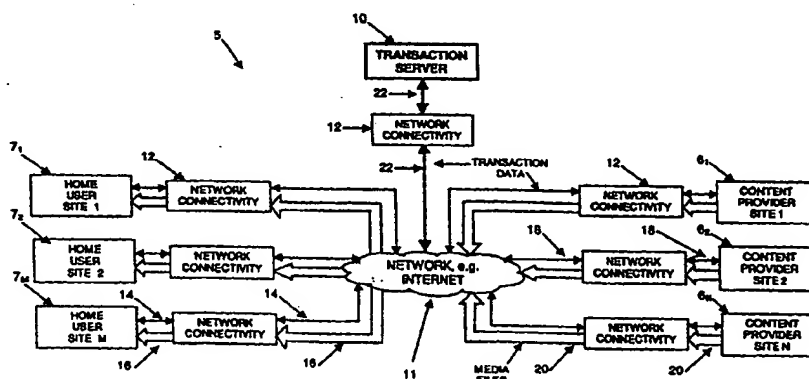 10
5
TRANSACTION
SERVER
22
12
NETWORK
CONNECTIVITY
22
TRANSACTION
DATA
7₁
12
HOME
USER
SITE 1
NETWORK
CONNECTIVITY
12
6₁
NETWORK
CONNECTIVITY
CONTENT
PROVIDER
SITE 1
7₂
HOME
USER
SITE 2
NETWORK
CONNECTIVITY
NETWORK, e.g.
INTERNET
18
18
6₂
NETWORK
CONNECTIVITY
CONTENT
PROVIDER
SITE 2
7M
14
14
HOME
USER
SITE M
NETWORK
CONNECTIVITY
16
16
11
MEDIA
FILES
20
NETWORK
CONNECTIVITY
20
6N
CONTENT
PROVIDER
SITE N